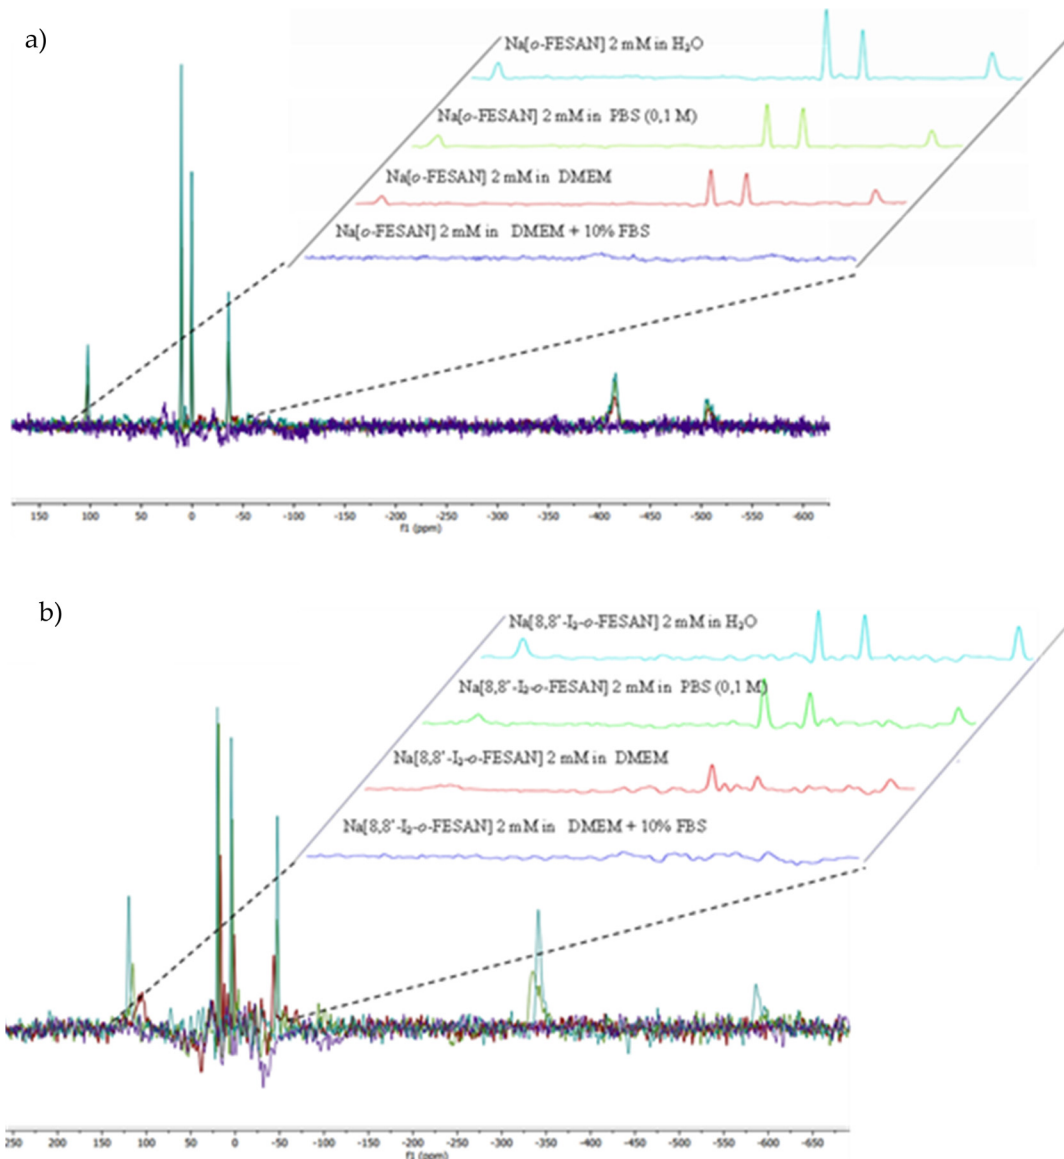 a)
Na[o-FESAN] 2 mM in H₂O
Na[o-FESAN] 2 mM in PBS (0,1 M)
Na[o-FESAN] 2 mM in DMEM
Na[o-FESAN] 2 mM in DMEM + 10% FBS
150 100 50 0 -50 -100 -150 -200 -250 -300 -350 -400 -450 -500 -550 -600
f1 (ppm)
b)
Na[8,8'-I₂-o-FESAN] 2 mM in H₂O
Na[8,8'-I₂-o-FESAN] 2 mM in PBS (0,1 M)
Na[8,8'-I₂-o-FESAN] 2 mM in DMEM
Na[8,8'-I₂-o-FESAN] 2 mM in DMEM + 10% FBS
250 200 150 100 50 0 -50 -100 -150 -200 -250 -300 -350 -400 -450 -500 -550 -600 -650
f1 (ppm)